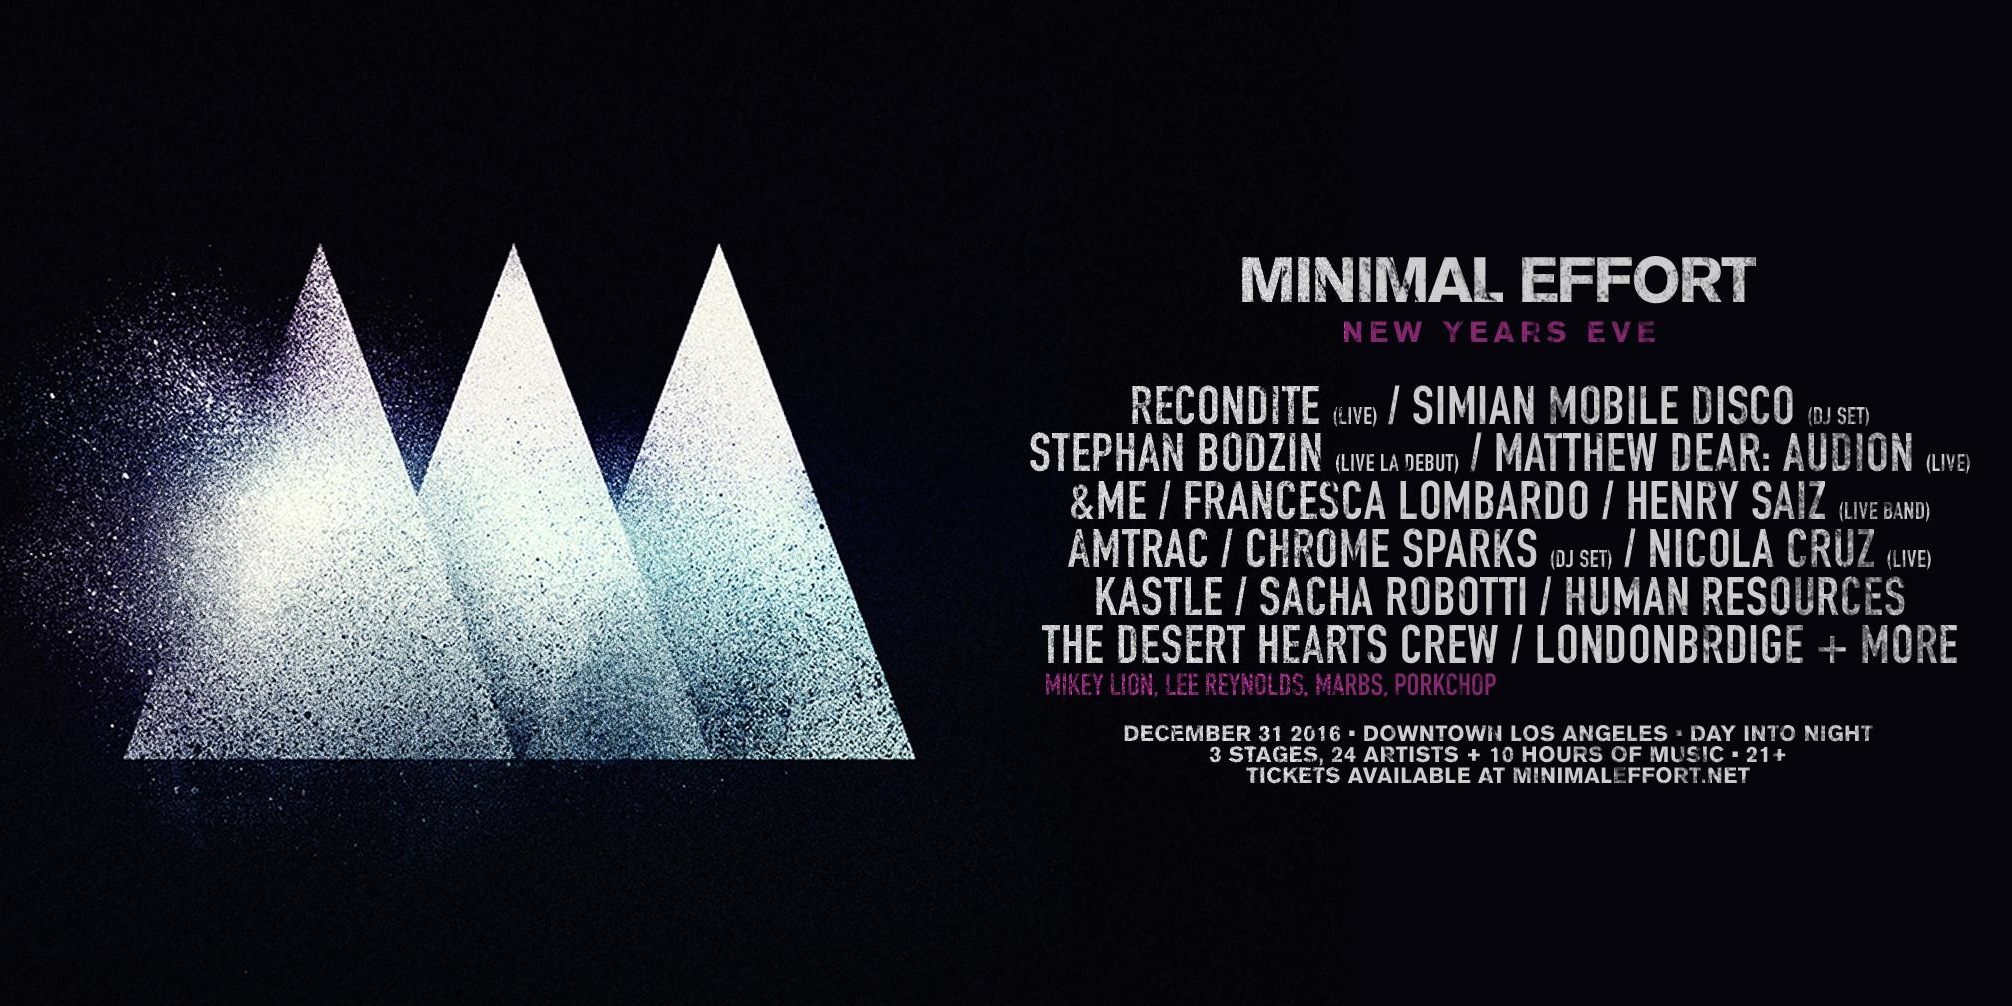 MINIMAL EFFORT
NEW YEARS EVE
RECONDITE (LIVE) / SIMIAN MOBILE DISCO (DJ SET)
STEPHAN BODZIN (LIVE LA DEBUT) / MATTHEW DEAR: AUDION (LIVE)
&ME / FRANCESCA LOMBARDO / HENRY SAIZ (LIVE BAND)
AMTRAC / CHROME SPARKS (DJ SET) / NICOLA CRUZ (LIVE)
KASTLE / SACHA ROBOTTI / HUMAN RESOURCES
THE DESERT HEARTS CREW / LONDONBRDIGE + MORE
MIKEY LION, LEE REYNOLDS, MARBS, PORKCHOP
DECEMBER 31 2016 ▪ DOWNTOWN LOS ANGELES ▪ DAY INTO NIGHT
3 STAGES, 24 ARTISTS + 10 HOURS OF MUSIC ▪ 21+
TICKETS AVAILABLE AT MINIMALEFFORT.NET